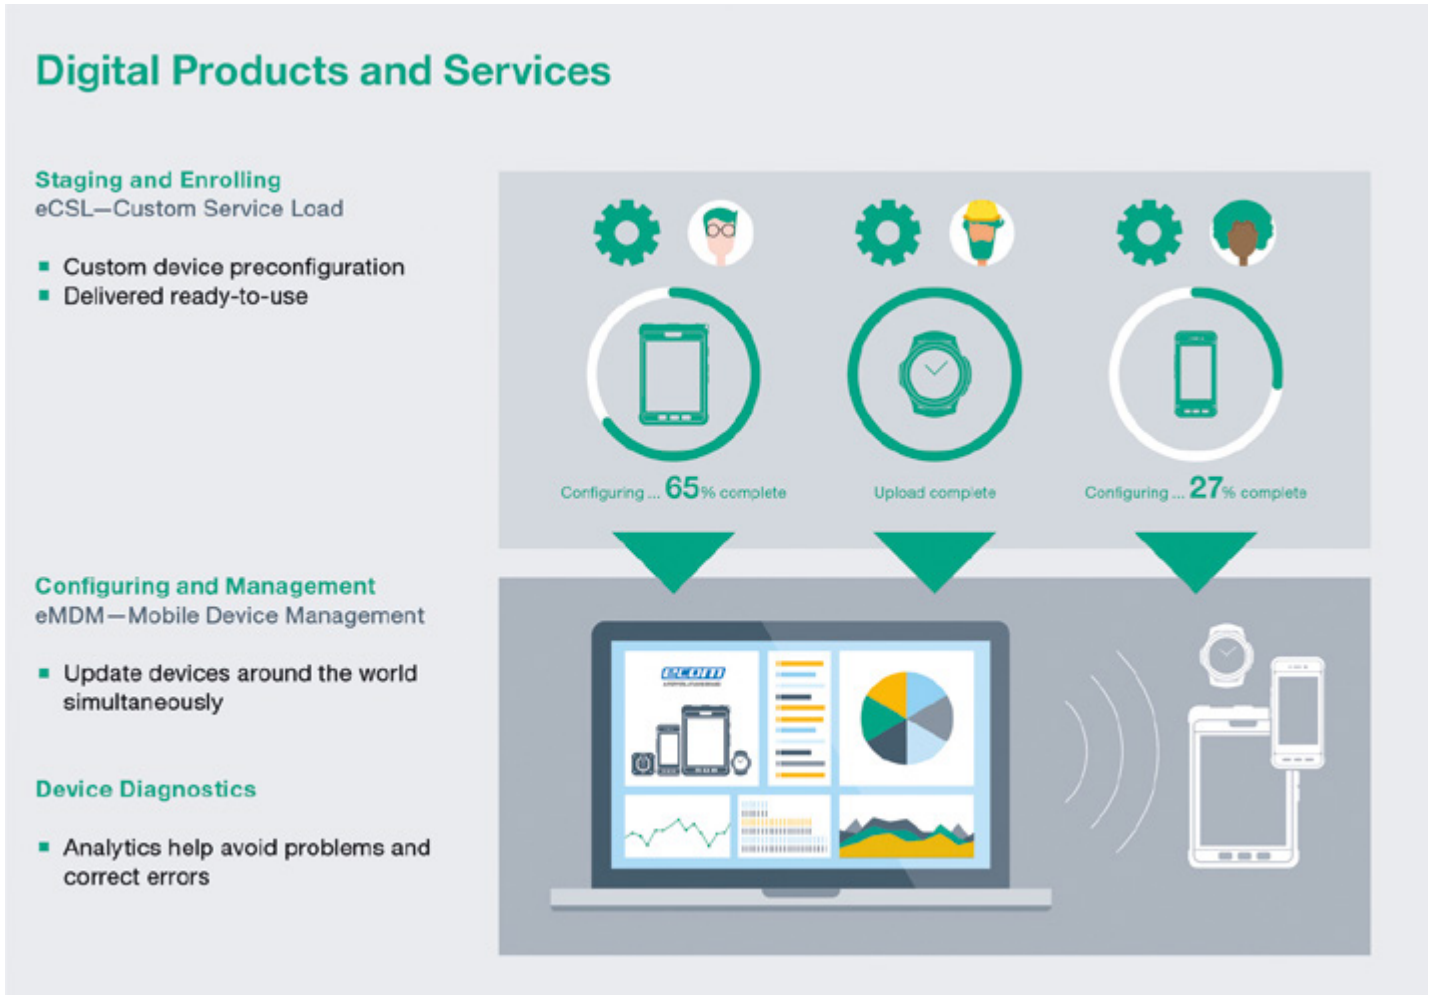 Digital Products and Services
Staging and Enrolling
eCSL—Custom Service Load
Custom device preconfiguration
Delivered ready-to-use
Configuring ... 65% complete
Upload complete
Configuring ... 27% complete
Configuring and Management
eMDM—Mobile Device Management
Update devices around the world
simultaneously
Device Diagnostics
Analytics help avoid problems and
correct errors
ecom